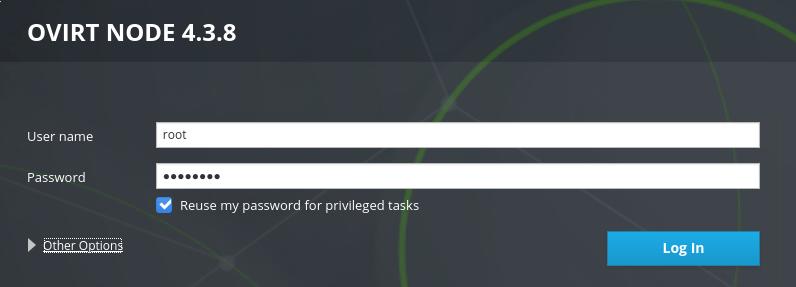 OVIRT NODE 4.3.8
User name
root
Password
••••••••
Reuse my password for privileged tasks
Other Options
Log In